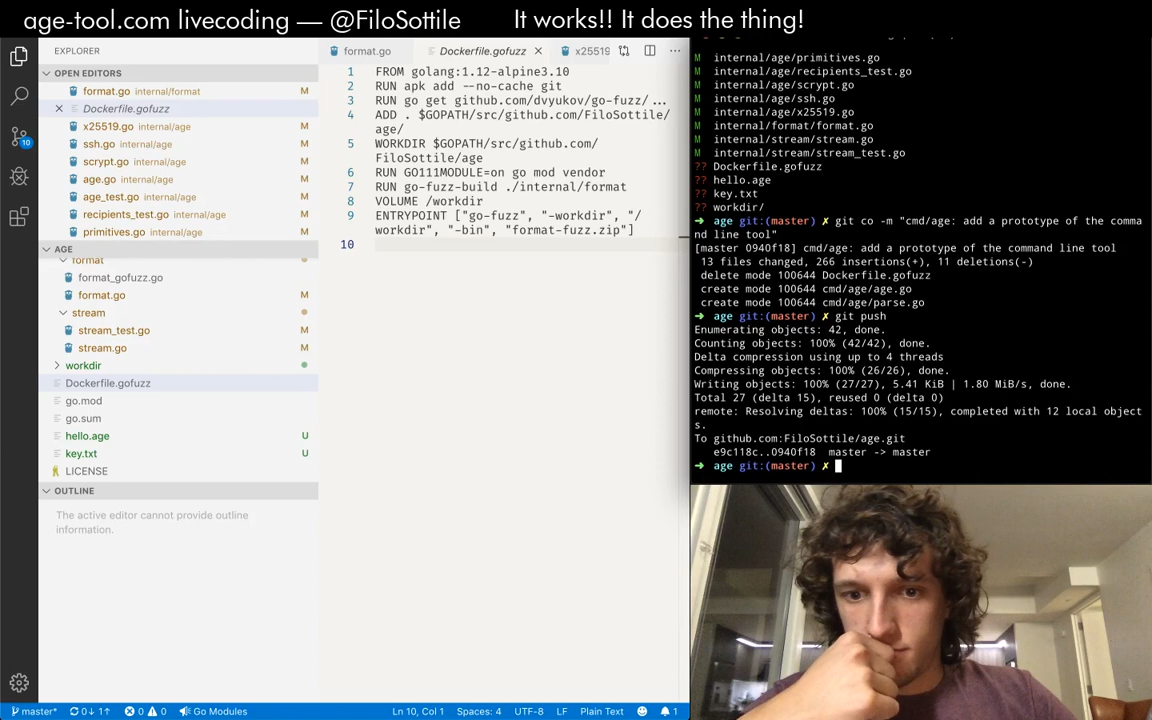 age-tool.com livecoding — @FiloSottile
It works!! It does the thing!
EXPLORER
OPEN EDITORS
format.go internal/format M
Dockerfile.gofuzz
x25519.go internal/age M
ssh.go internal/age M
scrypt.go internal/age M
age.go internal/age M
age_test.go internal/age M
recipients_test.go internal/age M
primitives.go internal/age M
AGE
format
format_gofuzz.go
format.go M
stream
stream_test.go M
stream.go M
workdir
Dockerfile.gofuzz
go.mod
go.sum
hello.age U
key.txt U
LICENSE
OUTLINE
The active editor cannot provide outline
information.
format.go
Dockerfile.gofuzz
x25519
1 FROM golang:1.12-alpine3.10
2 RUN apk add --no-cache git
3 RUN go get github.com/dvyukov/go-fuzz/...
4 ADD . $GOPATH/src/github.com/FiloSottile/
age/
5 WORKDIR $GOPATH/src/github.com/
FiloSottile/age
6 RUN GO111MODULE=on go mod vendor
7 RUN go-fuzz-build ./internal/format
8 VOLUME /workdir
9 ENTRYPOINT ["go-fuzz", "-workdir", "/
workdir", "-bin", "format-fuzz.zip"]
10
M internal/age/primitives.go
M internal/age/recipients_test.go
M internal/age/scrypt.go
M internal/age/ssh.go
M internal/age/x25519.go
M internal/format/format.go
M internal/stream/stream.go
M internal/stream/stream_test.go
?? Dockerfile.gofuzz
?? hello.age
?? key.txt
?? workdir/
➜ age git:(master) ✗ git co -m "cmd/age: add a prototype of the comma
nd line tool"
[master 0940f18] cmd/age: add a prototype of the command line tool
13 files changed, 266 insertions(+), 11 deletions(-)
delete mode 100644 Dockerfile.gofuzz
create mode 100644 cmd/age/age.go
create mode 100644 cmd/age/parse.go
➜ age git:(master) ✗ git push
Enumerating objects: 42, done.
Counting objects: 100% (42/42), done.
Delta compression using up to 4 threads
Compressing objects: 100% (26/26), done.
Writing objects: 100% (27/27), 5.41 KiB | 1.80 MiB/s, done.
Total 27 (delta 15), reused 0 (delta 0)
remote: Resolving deltas: 100% (15/15), completed with 12 local object
s.
To github.com:FiloSottile/age.git
e9c118c..0940f18 master -> master
➜ age git:(master) ✗
10
master* 0↓ 1↑ 0 0 Go Modules
Ln 10, Col 1 Spaces: 4 UTF-8 LF Plain Text 1